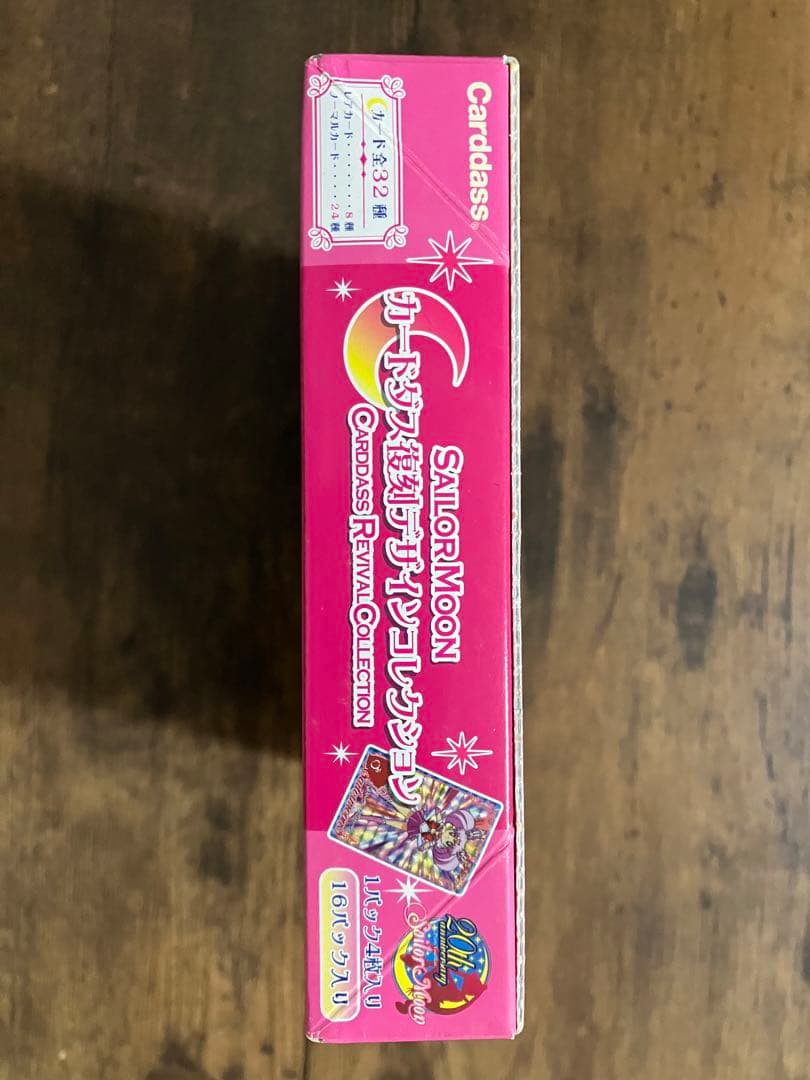 Carddass®
カード全32種
レアカード・・・・・・・8種
ノーマルカード・・・・24種
SAILOR MOON
カードダス復刻デザインコレクション
CARDDASS REVIVAL COLLECTION
20th
anniversary
Sailor Moon
1パック4枚入り
16パック入り